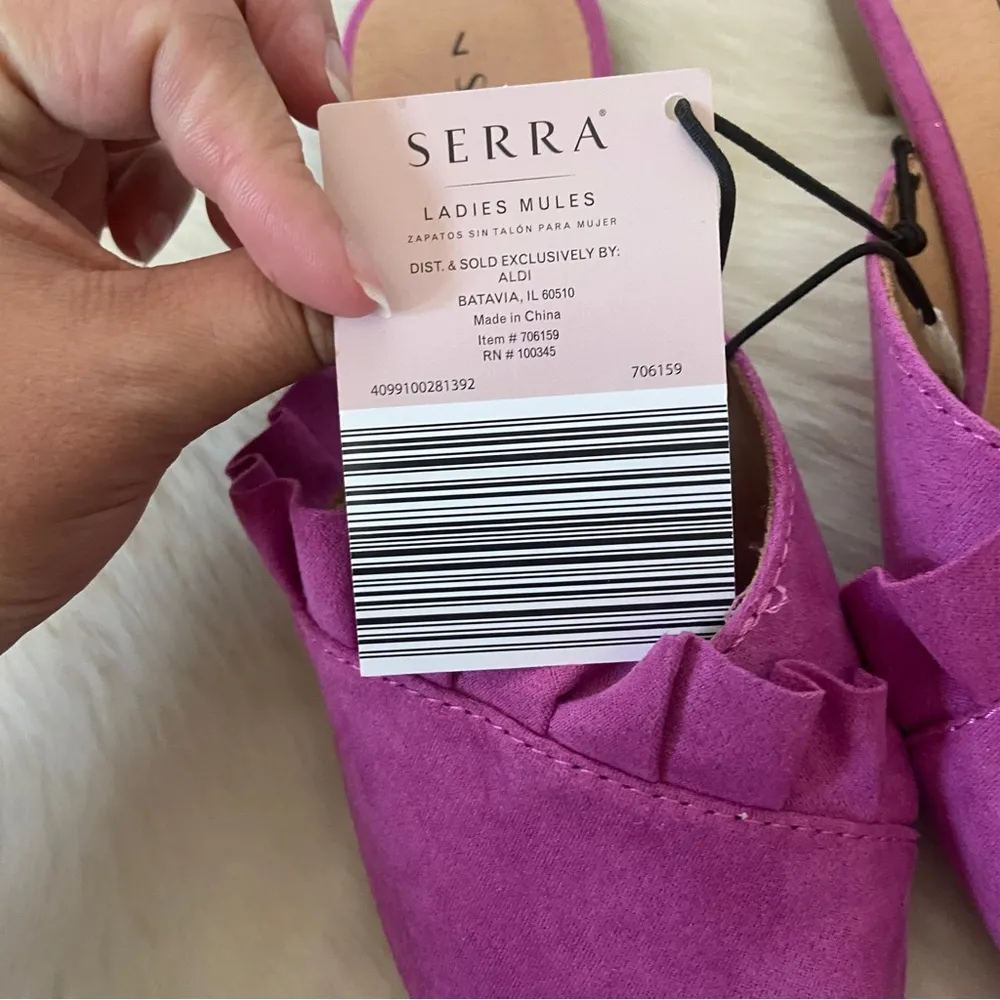 7
S
SERRA®
LADIES MULES
ZAPATOS SIN TALÓN PARA MUJER
DIST. & SOLD EXCLUSIVELY BY:
ALDI
BATAVIA, IL 60510
Made in China
Item # 706159
RN # 100345
4099100281392 706159